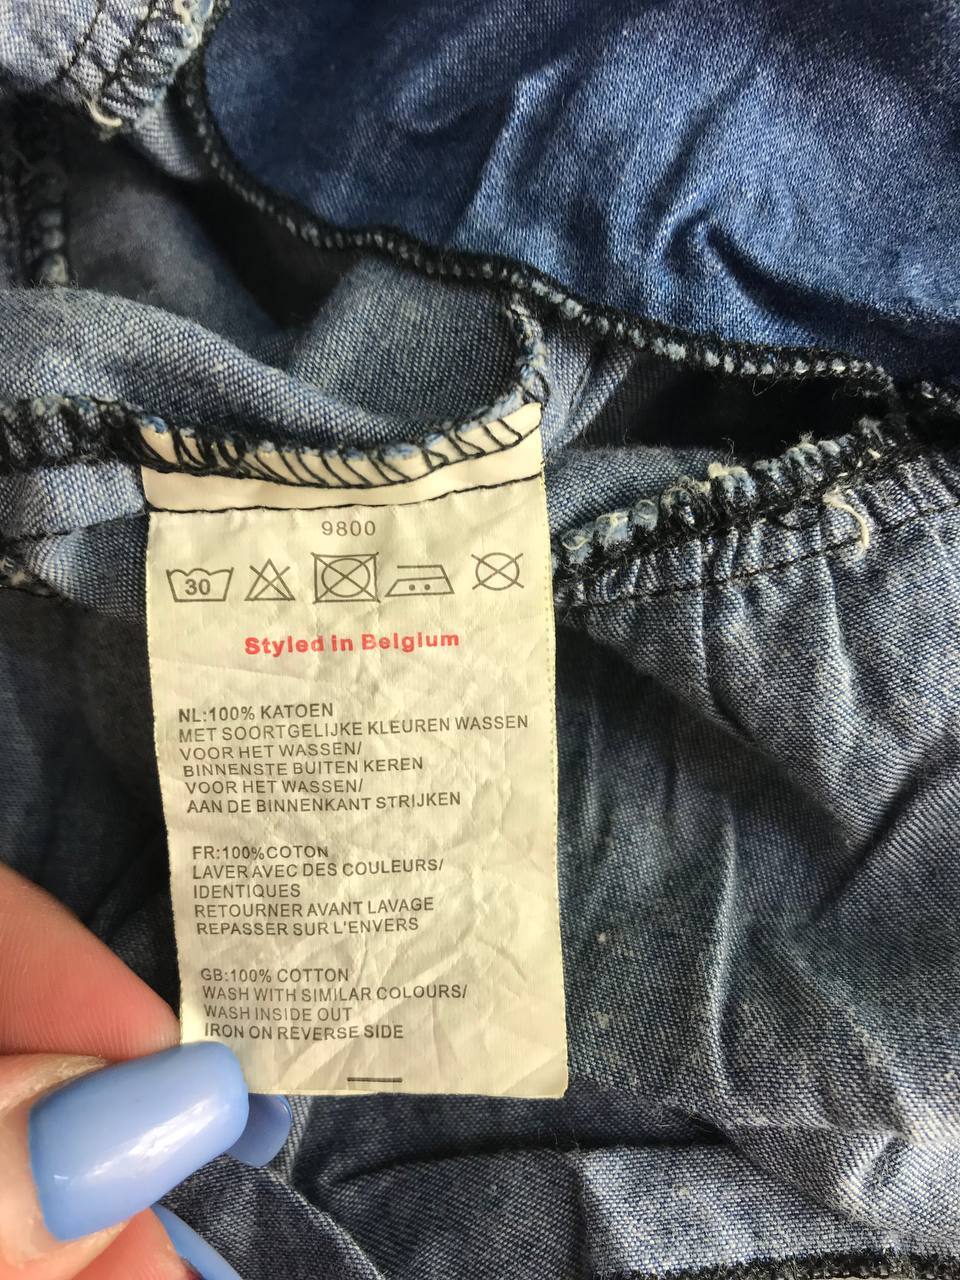 9800
30
Styled in Belgium
NL:100% KATOEN
MET SOORTGELIJKE KLEUREN WASSEN
VOOR HET WASSEN/
BINNENSTE BUITEN KEREN
VOOR HET WASSEN/
AAN DE BINNENKANT STRIJKEN
FR:100%COTON
LAVER AVEC DES COULEURS/
IDENTIQUES
RETOURNER AVANT LAVAGE
REPASSER SUR L'ENVERS
GB:100% COTTON
WASH WITH SIMILAR COLOURS/
WASH INSIDE OUT
IRON ON REVERSE SIDE